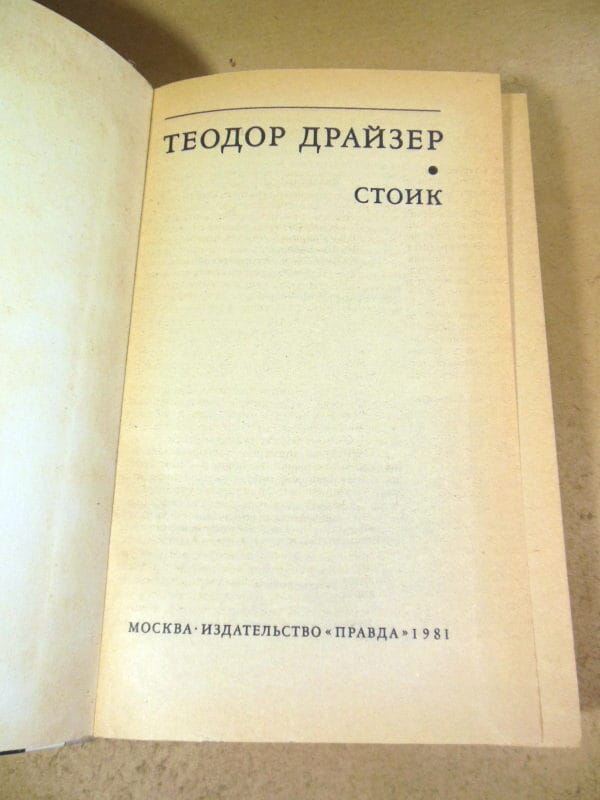 ТЕОДОР ДРАЙЗЕР
•
СТОИК
МОСКВА · ИЗДАТЕЛЬСТВО «ПРАВДА» 1981